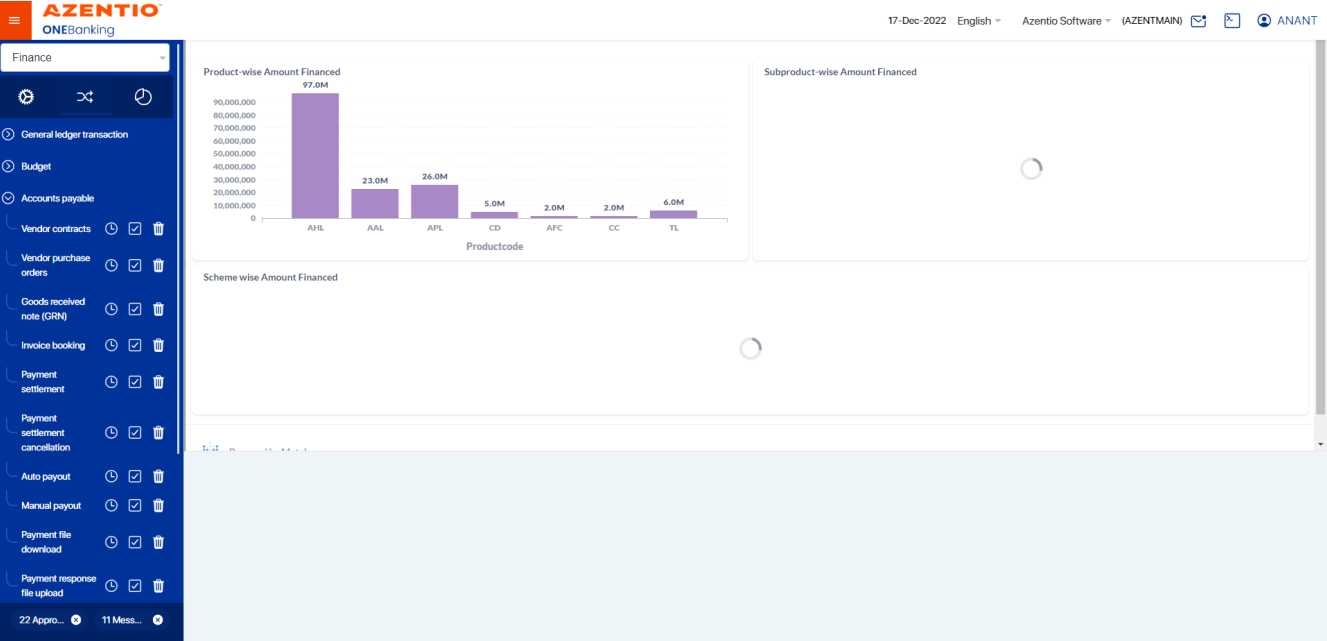 AZENTIO
ONEBanking
17-Dec-2022 English Azentio Software (AZENTMAIN) ANANT
Finance
General ledger transaction
Budget
Accounts payable
Vendor contracts
Vendor purchase
orders
Goods received
note (GRN)
Invoice booking
Payment
settlement
Payment
settlement
cancellation
Auto payout
Manual payout
Payment file
download
Payment response
file upload
22 Appro...
11 Mess...
Product-wise Amount Financed
97.0M
90,000,000
80,000,000
70,000,000
60,000,000
50,000,000
40,000,000
30,000,000
20,000,000
10,000,000
0
23.0M
26.0M
5.0M
2.0M
2.0M
6.0M
AHL AAL APL CD AFC CC TL
Productcode
Subproduct-wise Amount Financed
Scheme wise Amount Financed